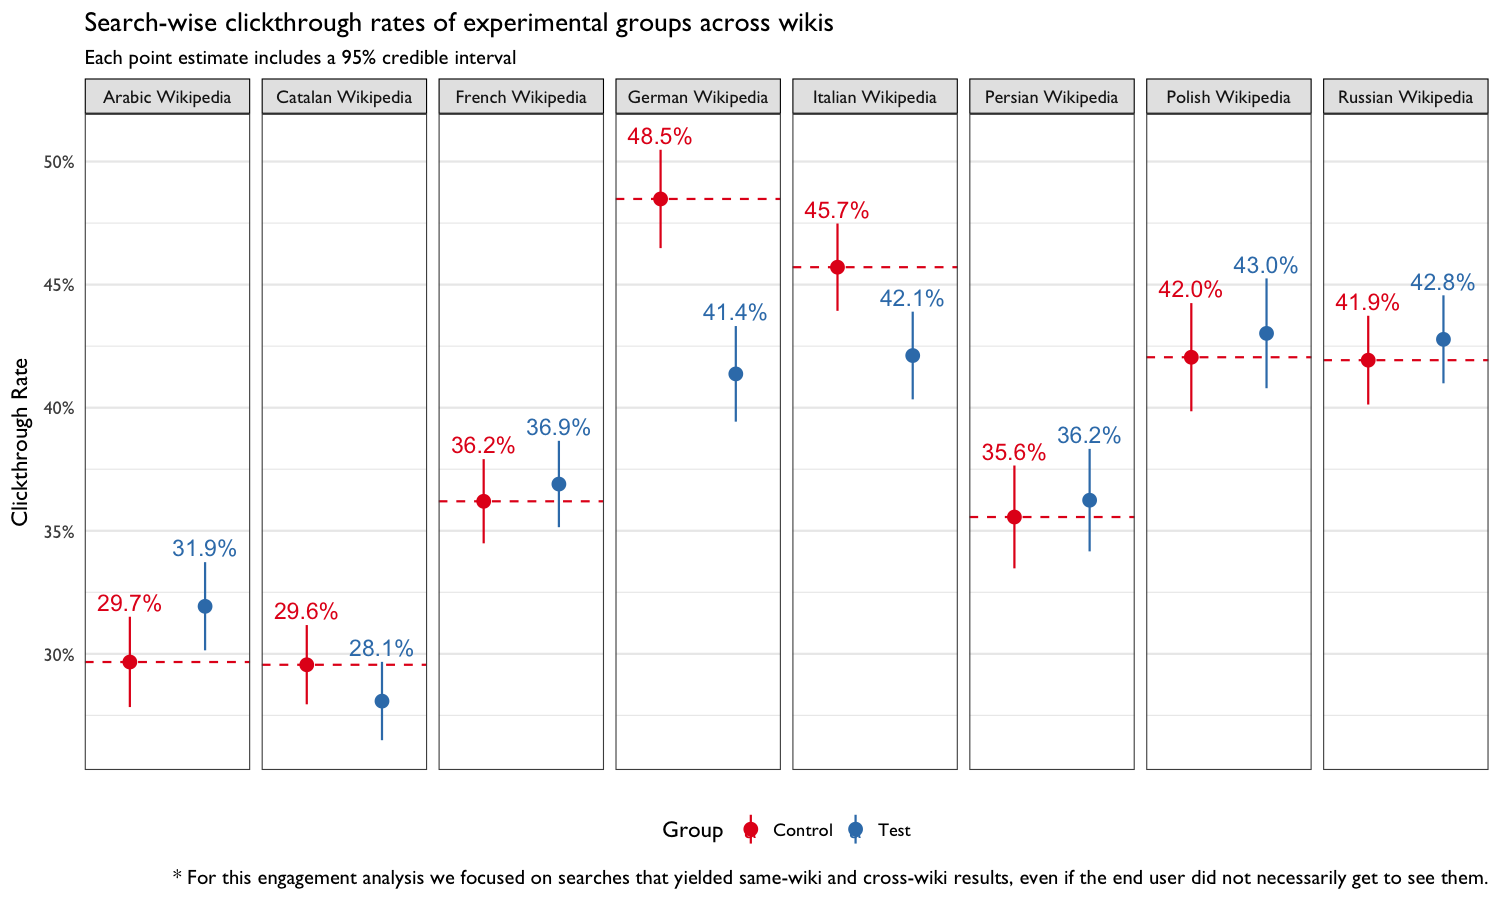 Search-wise clickthrough rates of experimental groups across wikis
Each point estimate includes a 95% credible interval
Arabic Wikipedia
Catalan Wikipedia
French Wikipedia
German Wikipedia
Italian Wikipedia
Persian Wikipedia
Polish Wikipedia
Russian Wikipedia
Clickthrough Rate
50%
45%
40%
35%
30%
29.7%
31.9%
29.6%
28.1%
36.2%
36.9%
48.5%
41.4%
45.7%
42.1%
35.6%
36.2%
42.0%
43.0%
41.9%
42.8%
Group Control Test
* For this engagement analysis we focused on searches that yielded same-wiki and cross-wiki results, even if the end user did not necessarily get to see them.